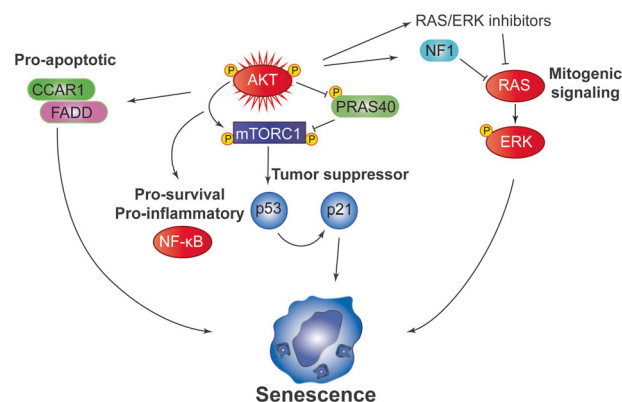 RAS/ERK inhibitors
NF1
Pro-apoptotic
CCAR1
FADD
P
P
AKT
P
PRAS40
RAS
Mitogenic
signaling
P
mTORC1
P
P
ERK
Tumor suppressor
Pro-survival
Pro-inflammatory
p53
p21
NF-κB
Senescence